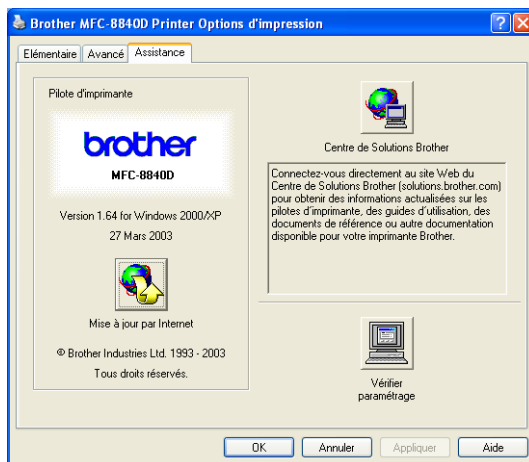 Brother MFC-8840D Printer Options d'impression
Elémentaire Avancé Assistance
Pilote d'imprimante
brother
MFC-8840D
Version 1.64 for Windows 2000/XP
27 Mars 2003
Mise à jour par Internet
© Brother Industries Ltd. 1993 - 2003
Tous droits réservés.
Centre de Solutions Brother
Connectez-vous directement au site Web du
Centre de Solutions Brother (solutions.brother.com)
pour obtenir des informations actualisées sur les
pilotes d'imprimante, des guides d'utilisation, des
documents de référence ou autre documentation
disponible pour votre imprimante Brother.
Vérifier
paramétrage
OK Annuler Appliquer Aide